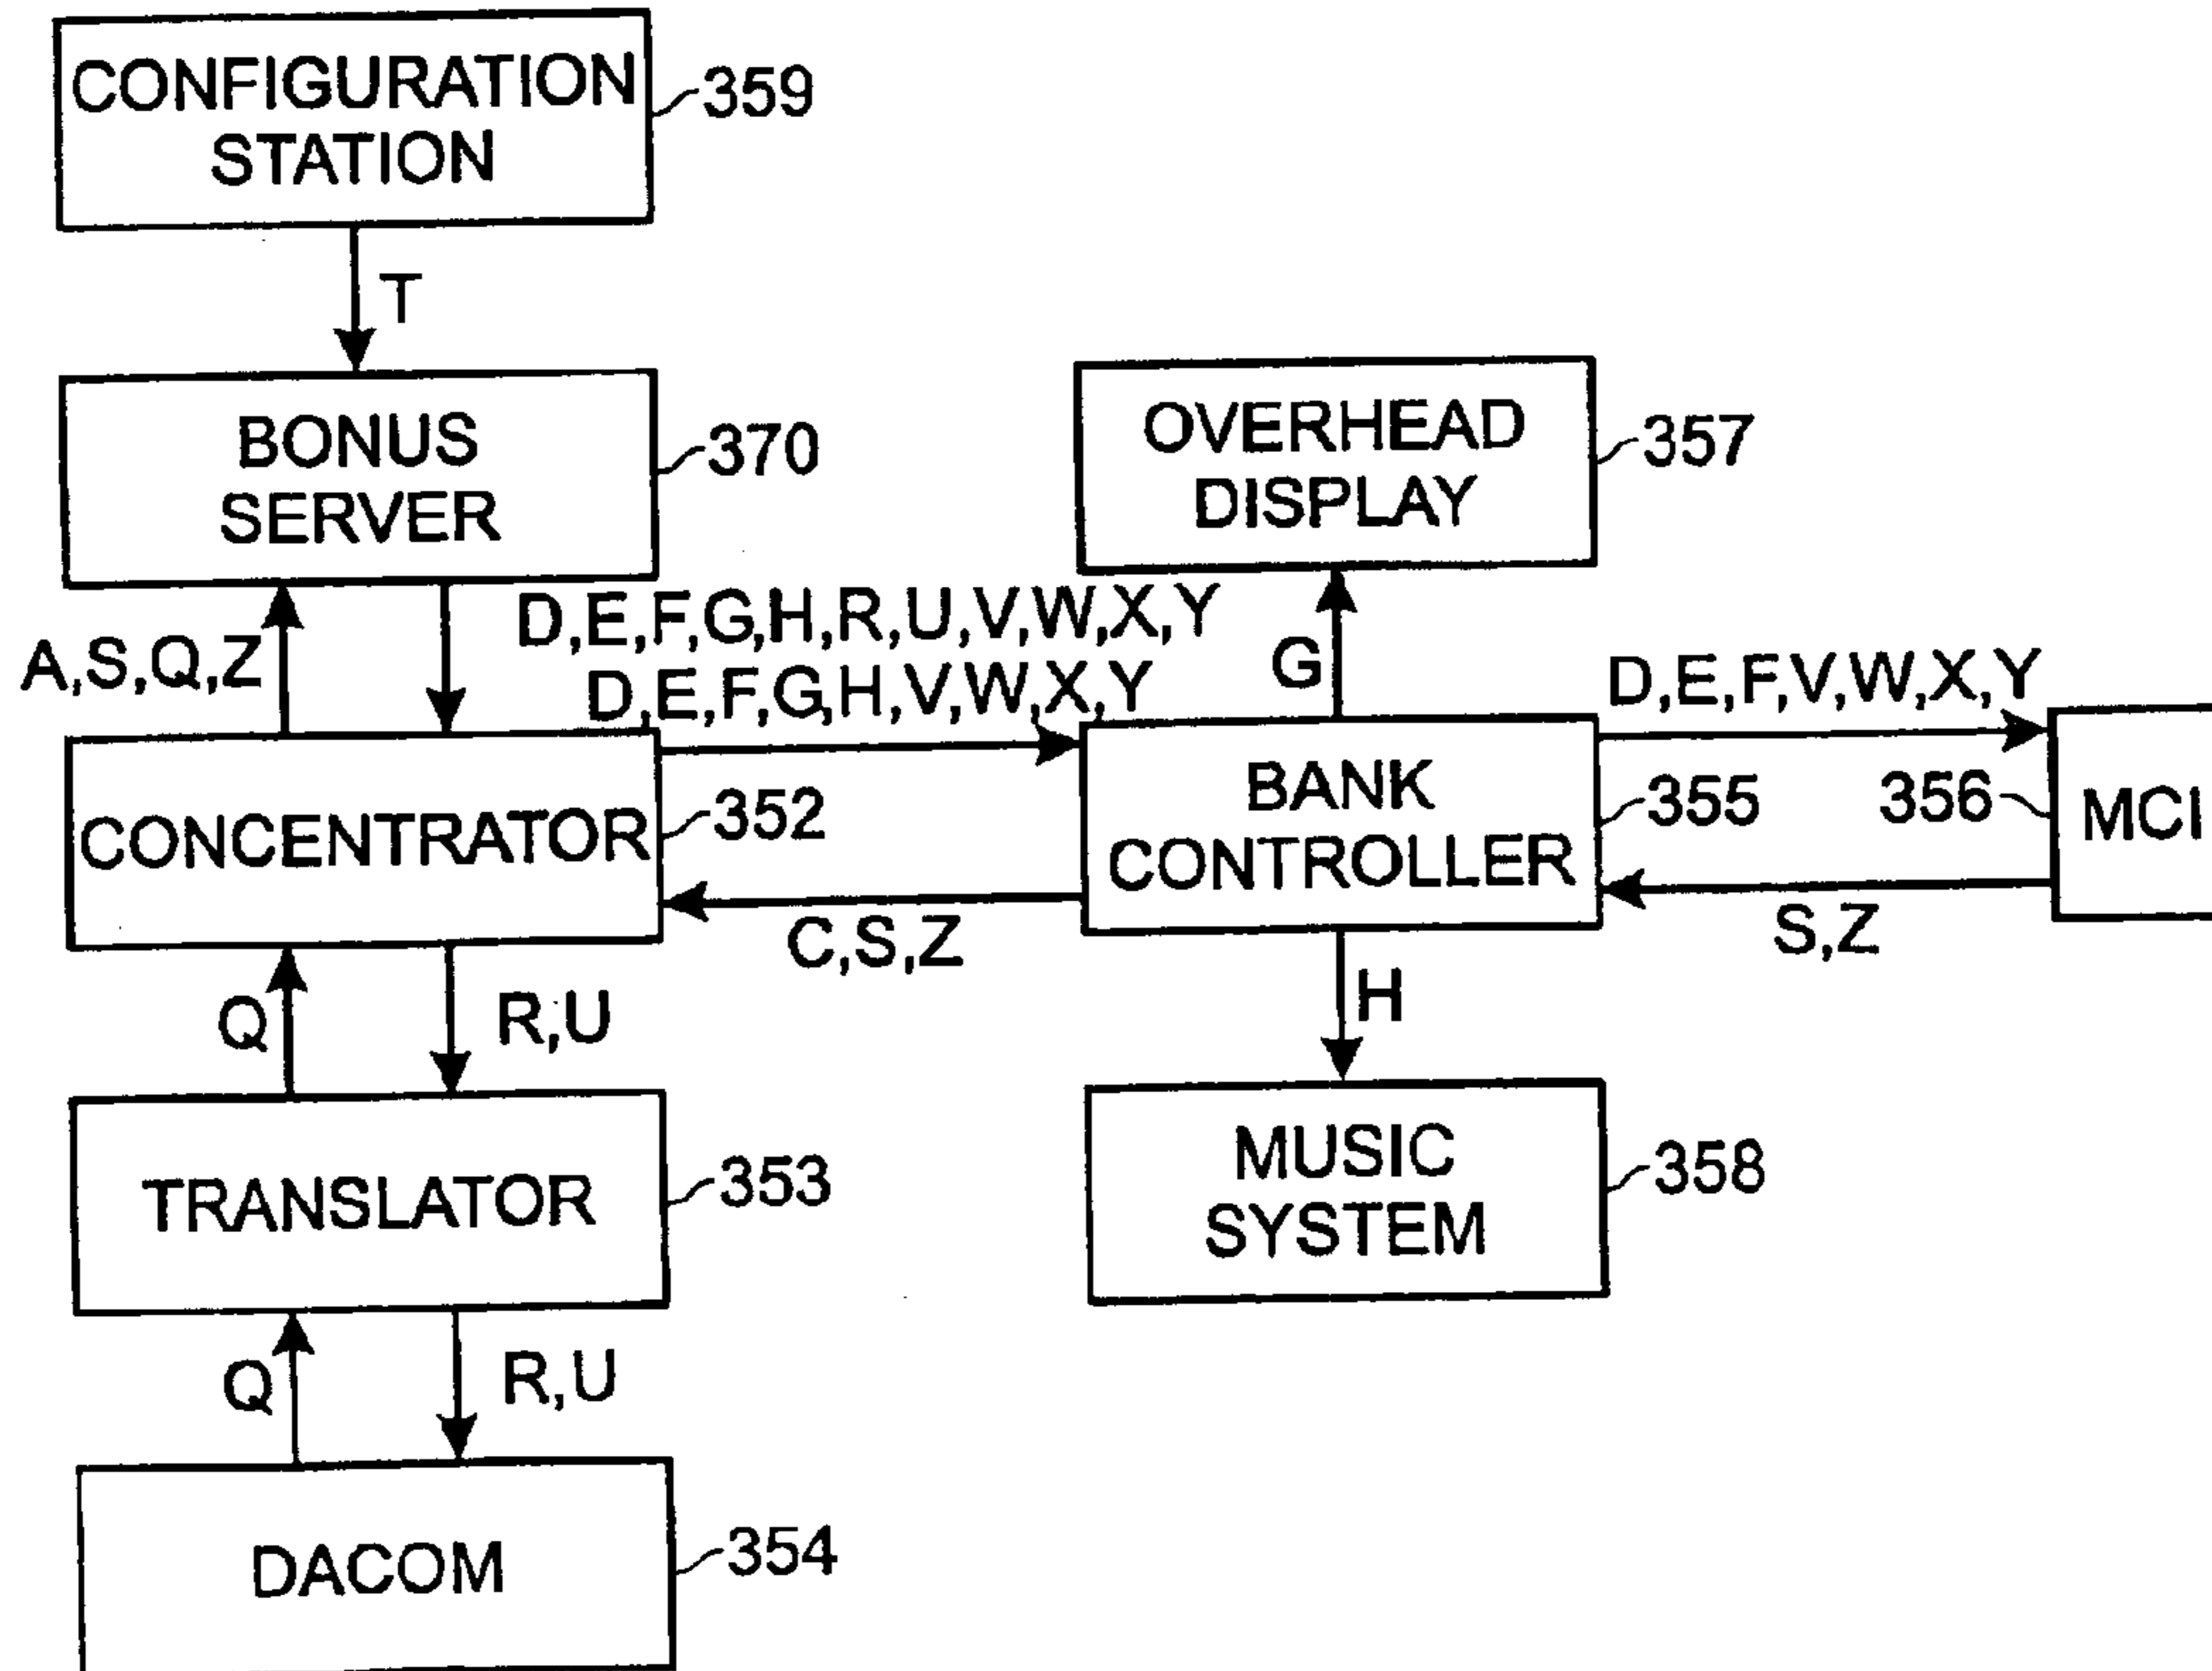 CONFIGURATION
STATION
359
T
BONUS
SERVER
370
OVERHEAD
DISPLAY
357
A,S,Q,Z
D,E,F,G,H,R,U,V,W,X,Y
D,E,F,G,H,V,W,X,Y
G
D,E,F,V,W,X,Y
CONCENTRATOR
352
BANK
CONTROLLER
355
356
MCI
C,S,Z
S,Z
Q
R,U
H
TRANSLATOR
353
MUSIC
SYSTEM
358
Q
R,U
DACOM
354